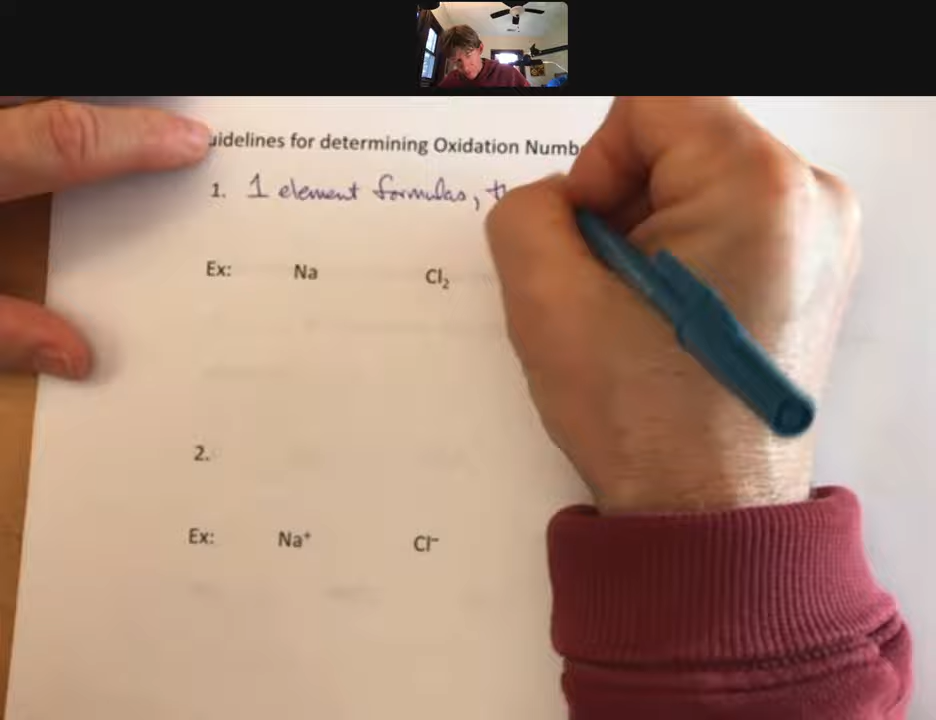 uidelines for determining Oxidation Numb
1. 1 element formulas,
Ex: Na Cl₂
2.
Ex: Na⁺ Cl⁻